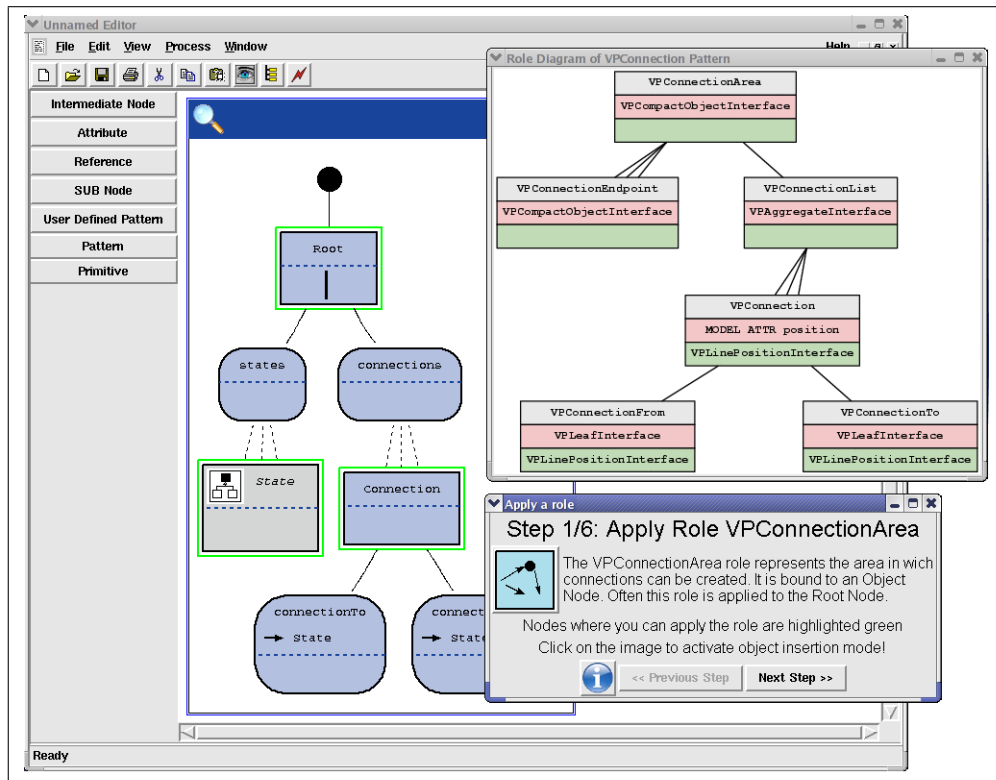 Unnamed Editor
File Edit View Process Window Help
Intermediate Node
Attribute
Reference
SUB Node
User Defined Pattern
Pattern
Primitive
Root
states
connections
State
Connection
connectionTo
State
connec
State
Role Diagram of VPConnection Pattern
VPConnectionArea
VPCompactObjectInterface
VPConnectionEndpoint
VPCompactObjectInterface
VPConnectionList
VPAggregateInterface
VPConnection
MODEL ATTR position
VPLinePositionInterface
VPConnectionFrom
VPLeafInterface
VPLinePositionInterface
VPConnectionTo
VPLeafInterface
VPLinePositionInterface
Apply a role
Step 1/6: Apply Role VPConnectionArea
The VPConnectionArea role represents the area in wich
connections can be created. It is bound to an Object
Node. Often this role is applied to the Root Node.
Nodes where you can apply the role are highlighted green
Click on the image to activate object insertion mode!
<< Previous Step
Next Step >>
Ready